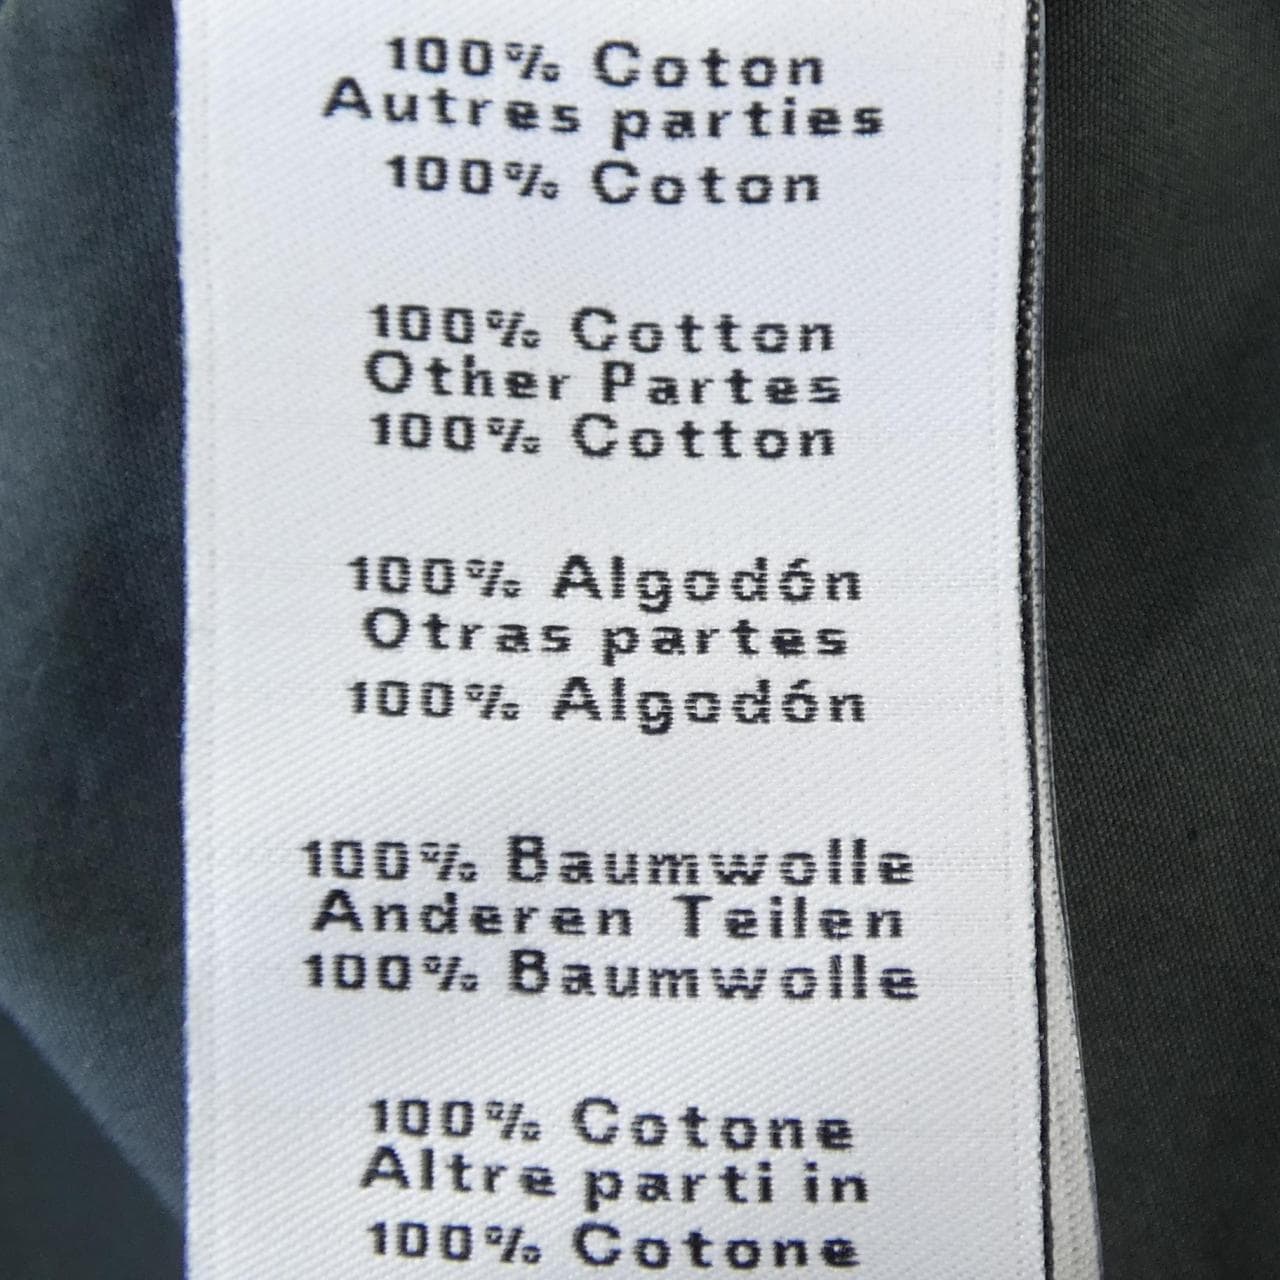 100% Coton
Autres parties
100% Coton
100% Cotton
Other Partes
100% Cotton
100% Algodón
Otras partes
100% Algodón
100% Baumwolle
Anderen Teilen
100% Baumwolle
100% Cotone
Altre parti in
100% Cotone